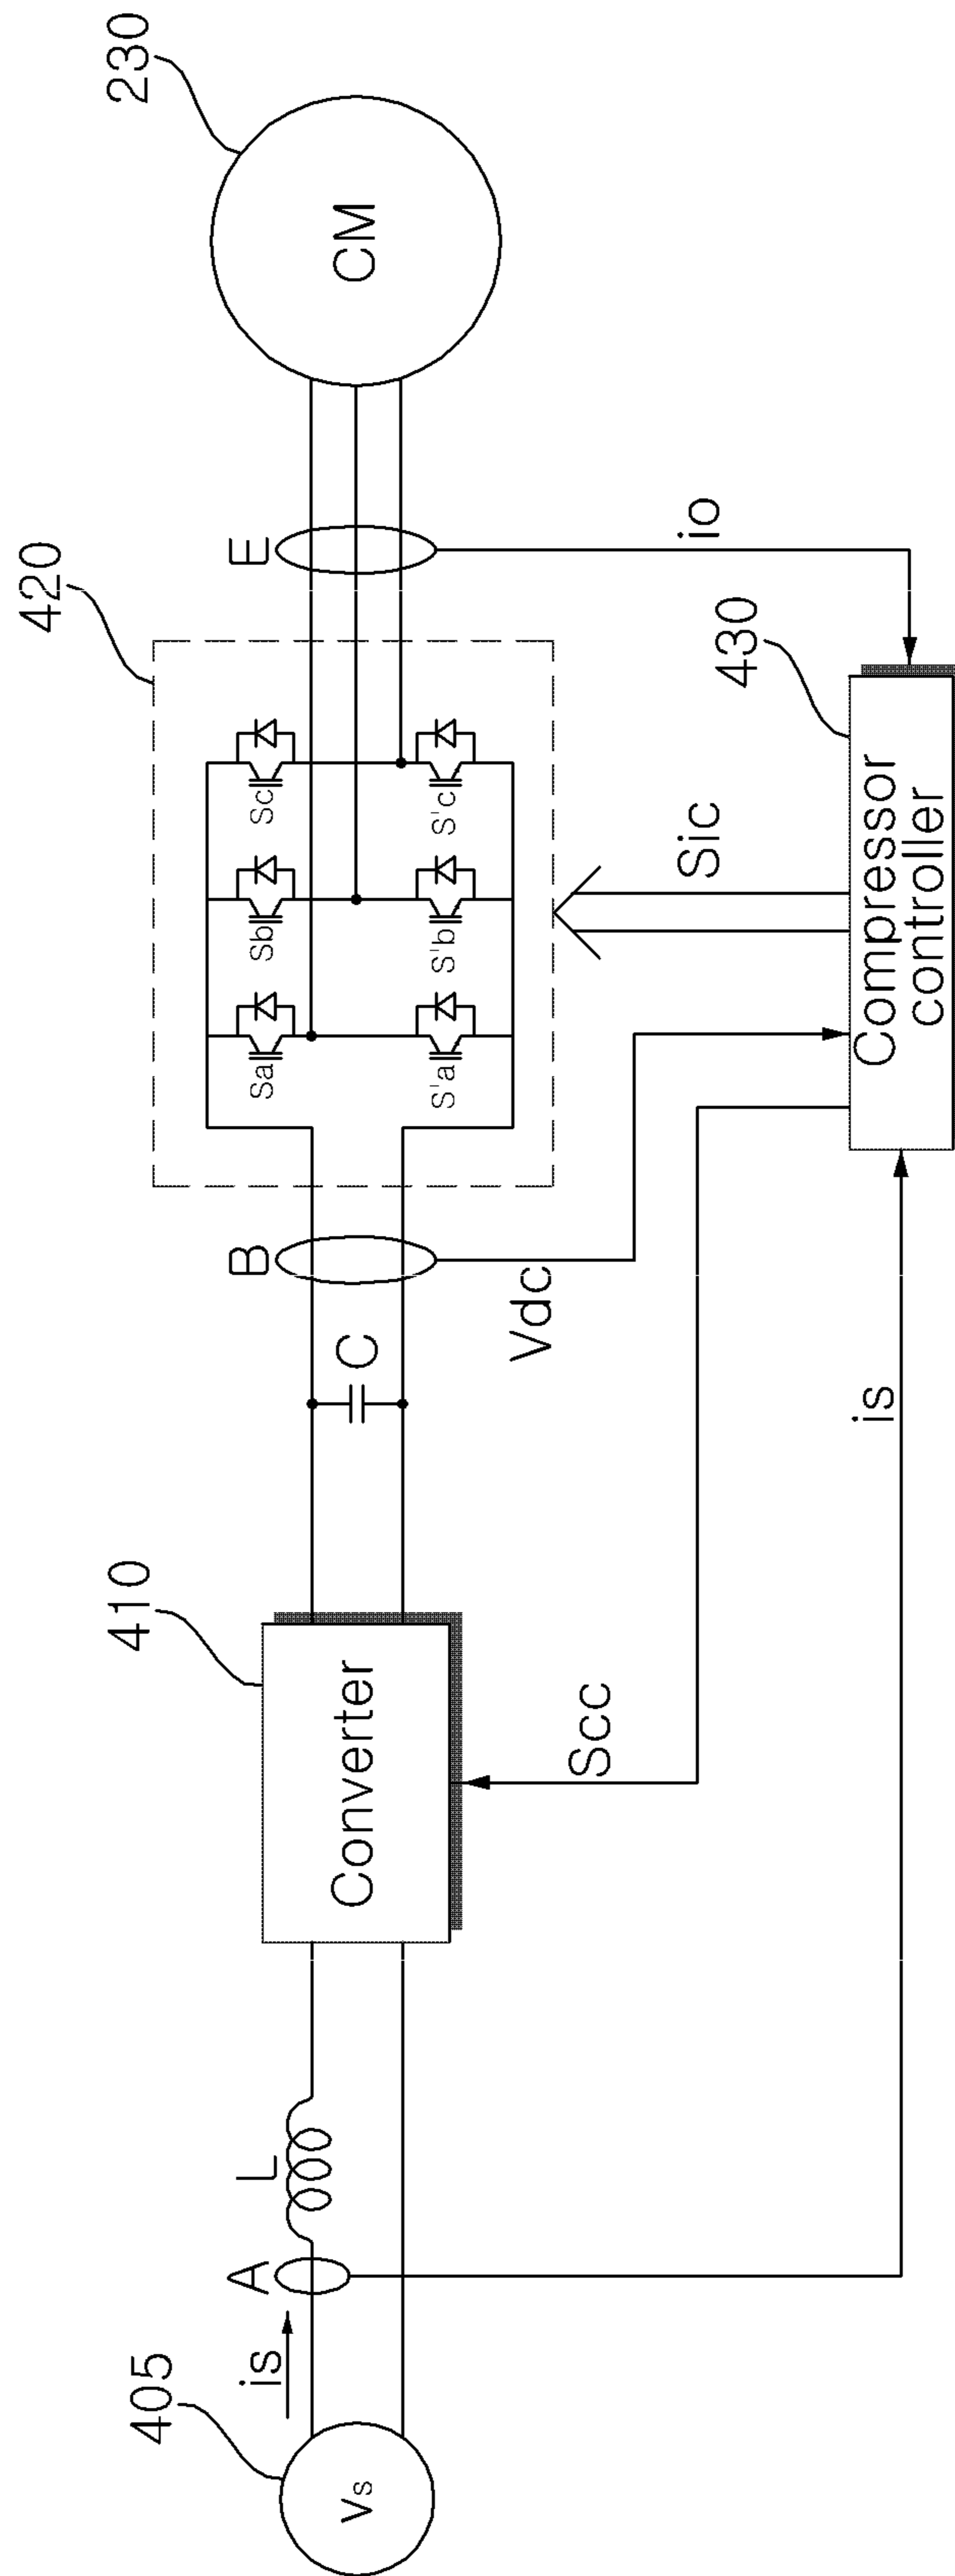 405
Vs
is
A
L
410
Converter
C
B
Vdc
420
Sa
Sb
Sc
S'a
S'b
S'c
E
230
CM
Scc
Sic
io
is
430
Compressor
controller